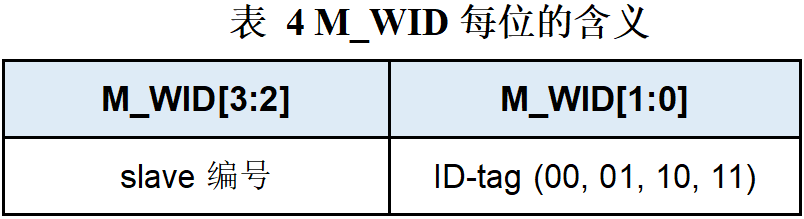 表 4 M_WID 每位的含义
M_WID[3:2] M_WID[1:0]
slave 编号 ID-tag (00, 01, 10, 11)